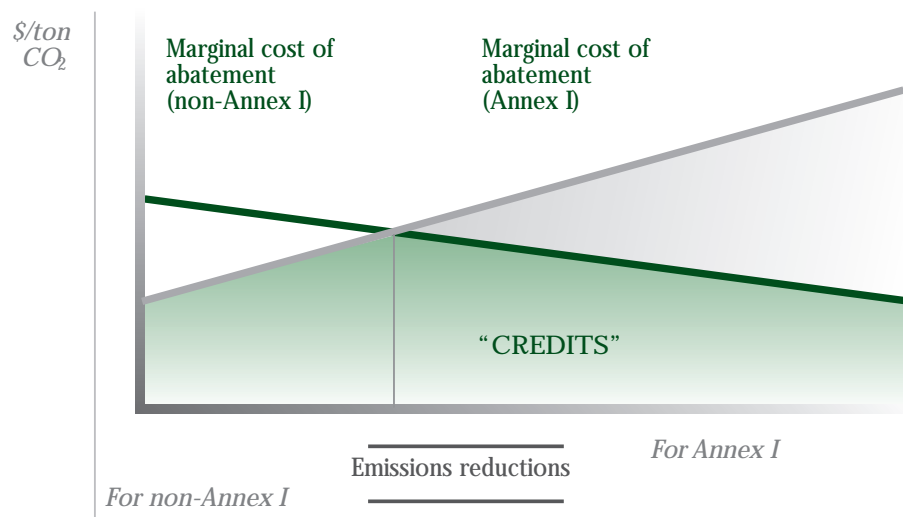 $/ton
CO₂
Marginal cost of
abatement
(non-Annex I)
Marginal cost of
abatement
(Annex I)
“CREDITS”
For Annex I
Emissions reductions
For non-Annex I